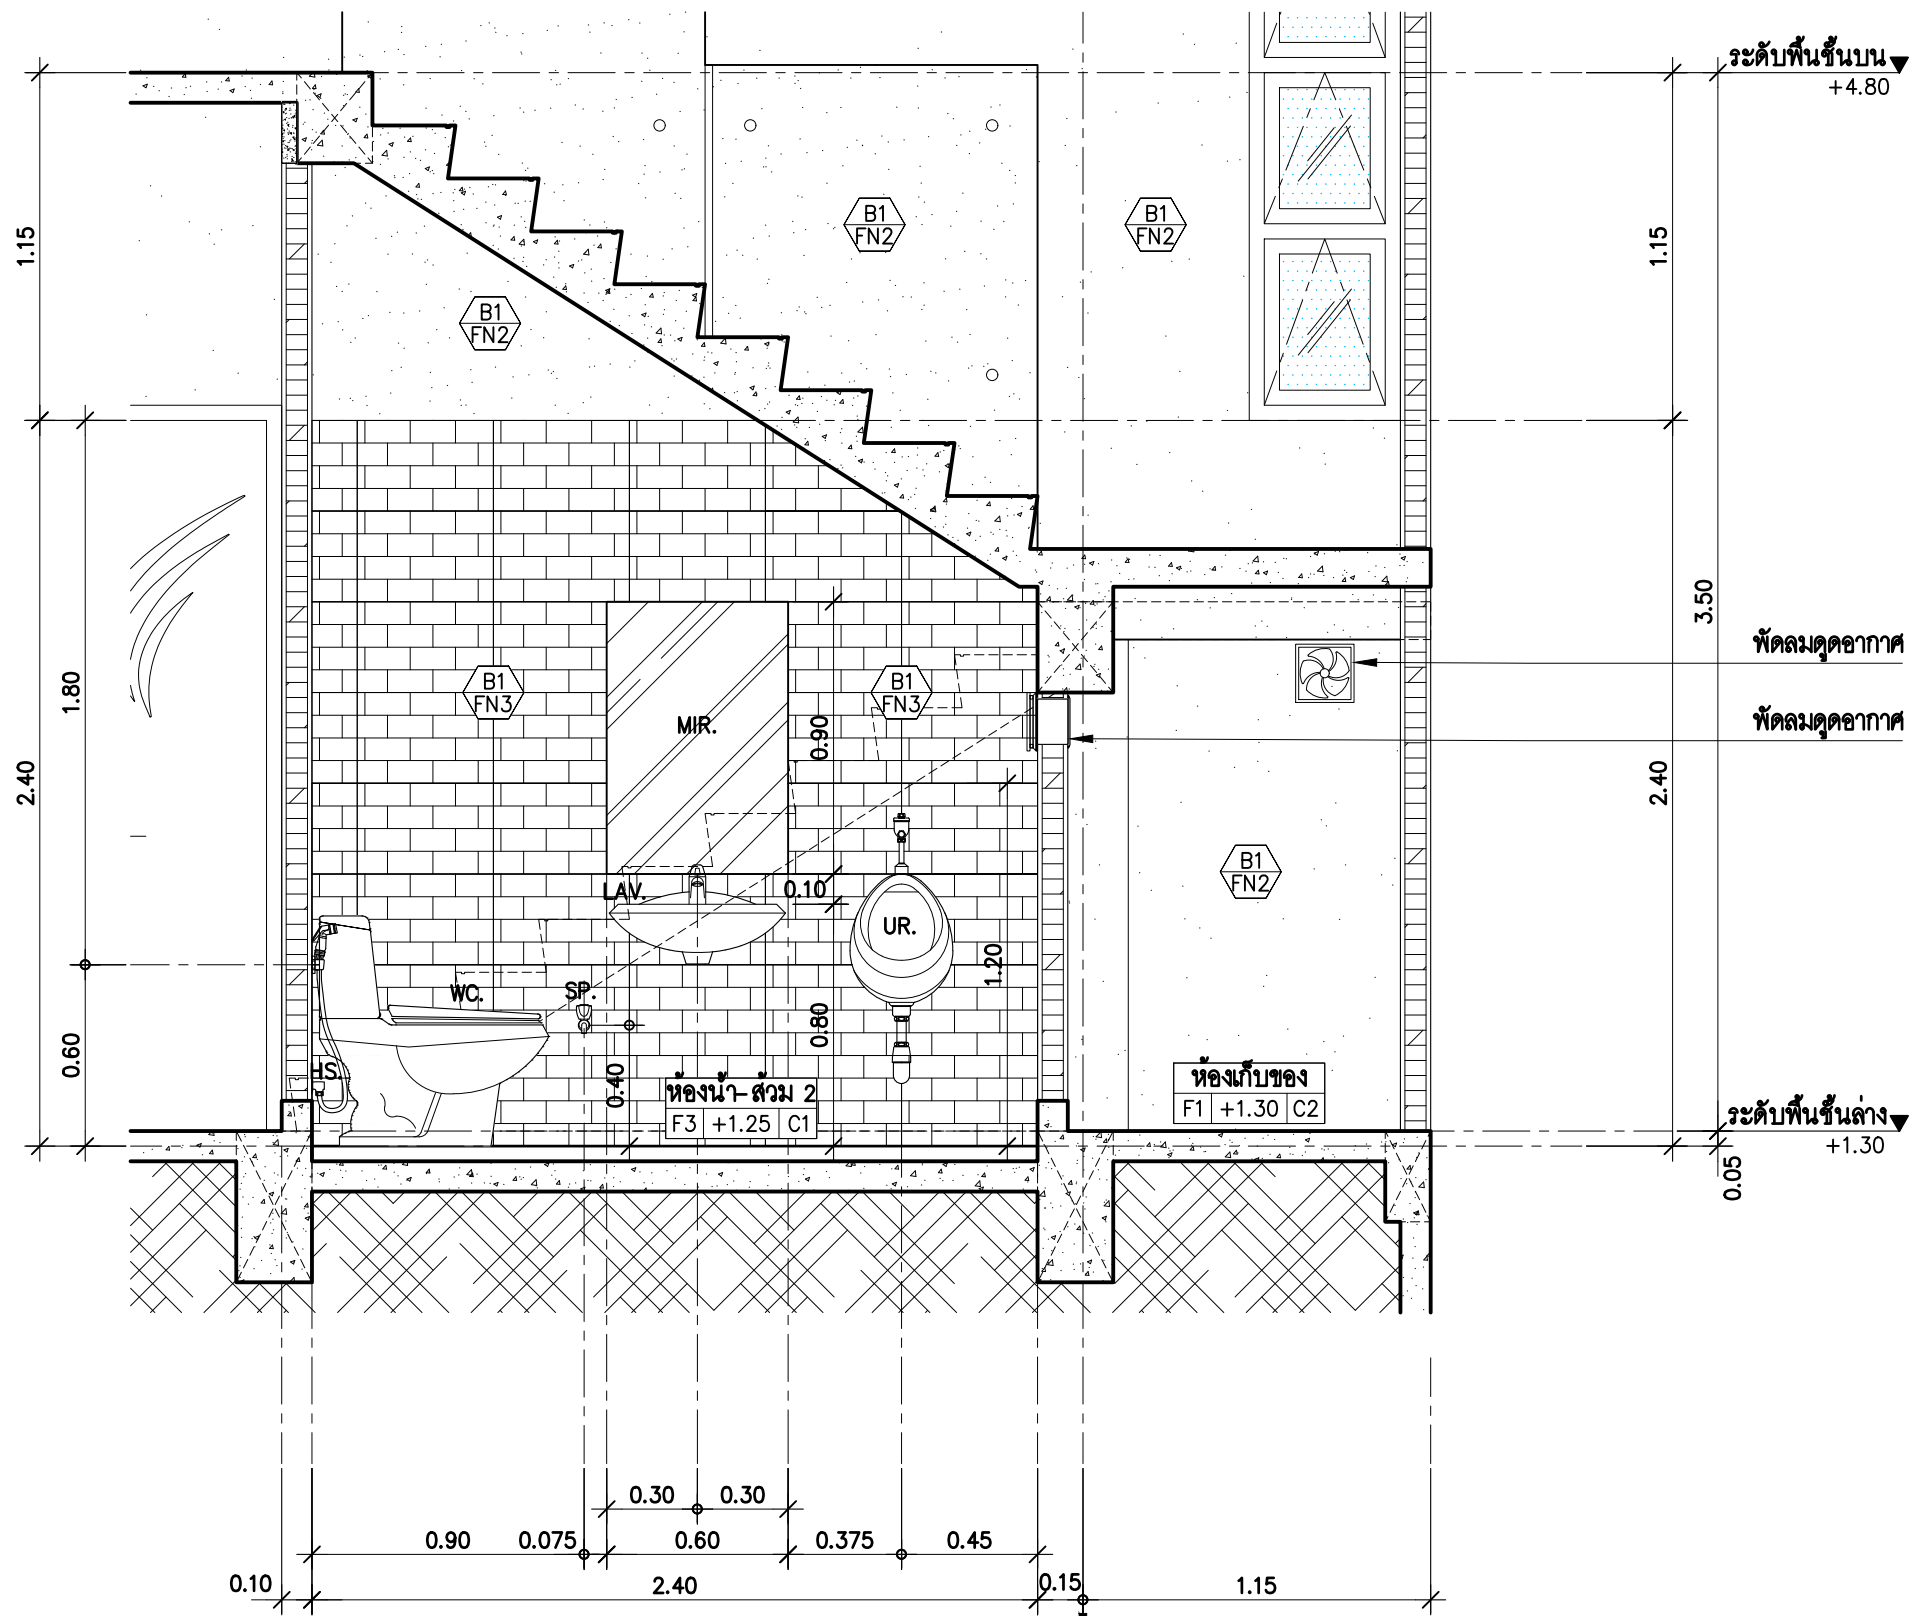 ระดับพื้นชั้นบน
+4.80
B1
FN2
B1
FN2
1.15
1.15
B1
FN2
3.50
พัดลมดูดอากาศ
1.80
B1
FN3
B1
FN3
MIR.
0.90
พัดลมดูดอากาศ
2.40
2.40
B1
FN2
LAV.
0.10
UR.
1.20
WC.
SP.
0.80
0.60
HS.
0.40
ห้องน้ำ-ส้วม 2
F3 +1.25 C1
ห้องเก็บของ
F1 +1.30 C2
ระดับพื้นชั้นล่าง
+1.30
0.05
0.30 0.30
0.90 0.075 0.60 0.375 0.45
0.10 2.40 0.15 1.15